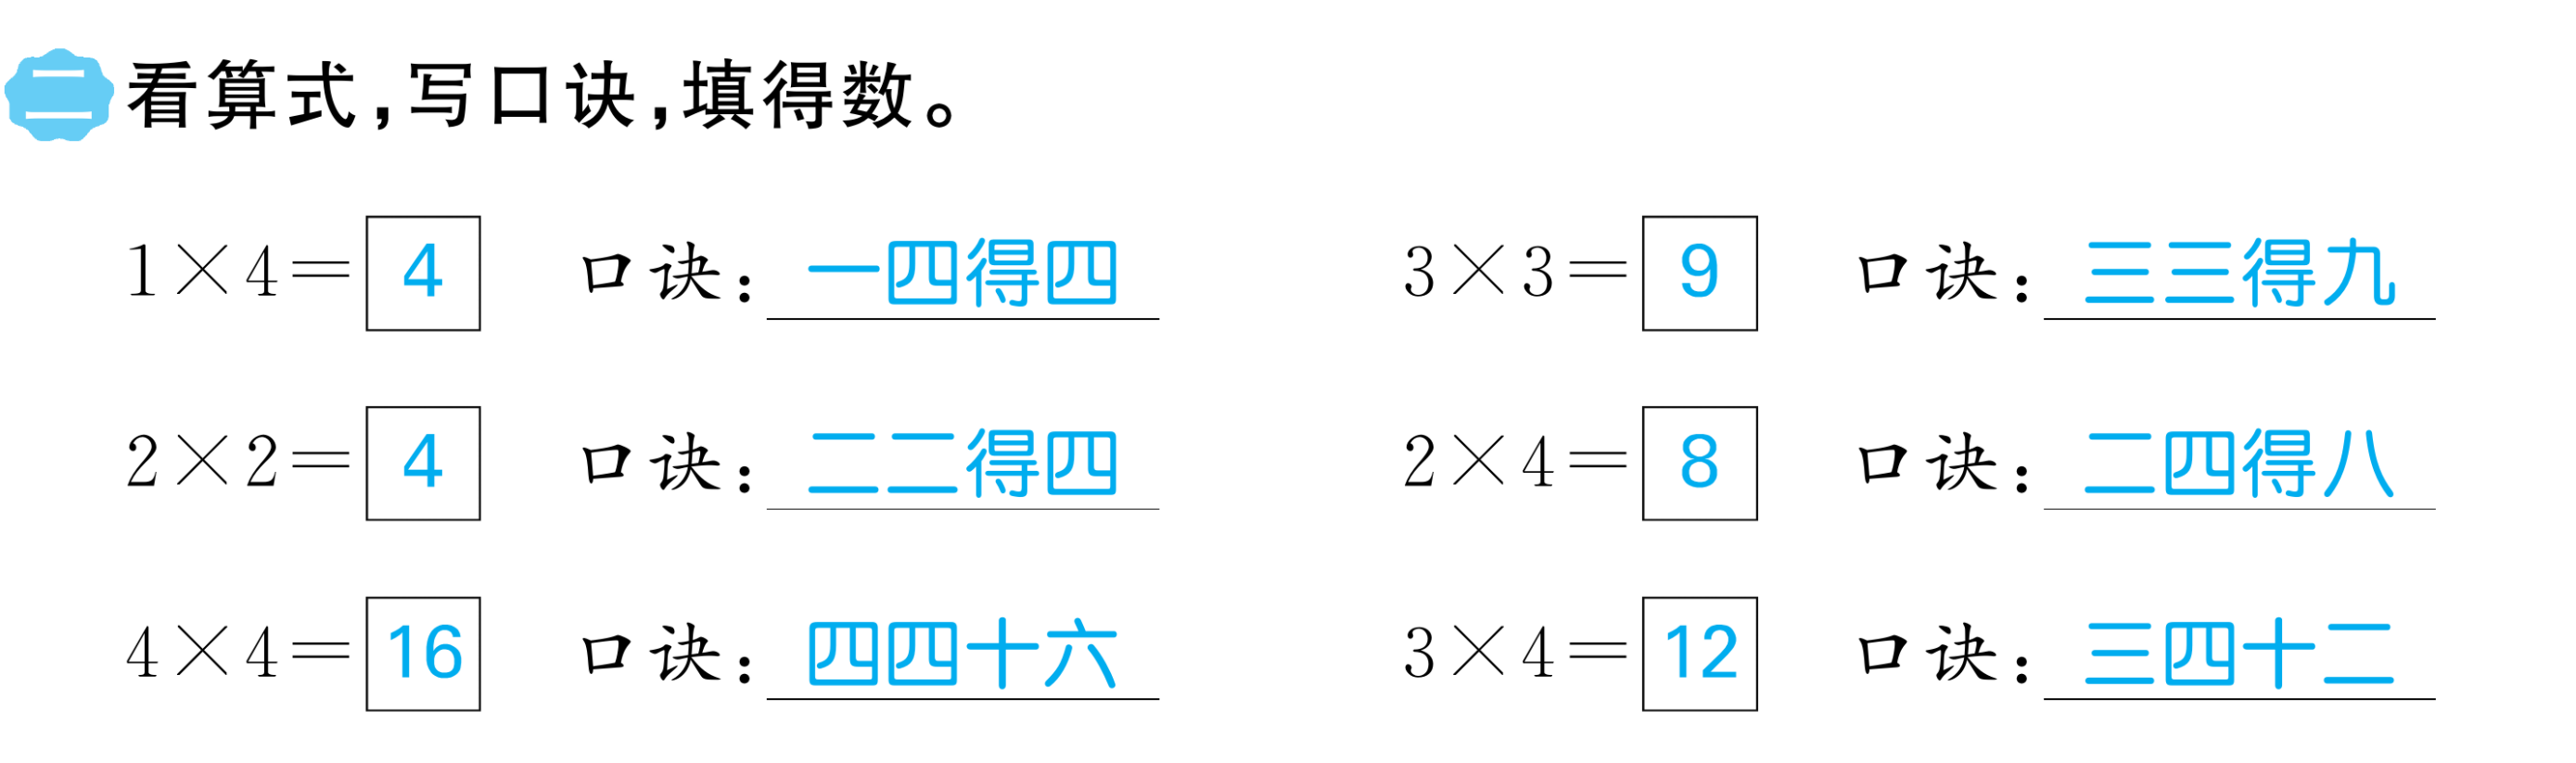 二 看算式,写口诀,填得数。
1×4=4 口诀:一四得四 3×3=9 口诀:三三得九
2×2=4 口诀:二二得四 2×4=8 口诀:二四得八
4×4=16 口诀:四四十六 3×4=12 口诀:三四十二